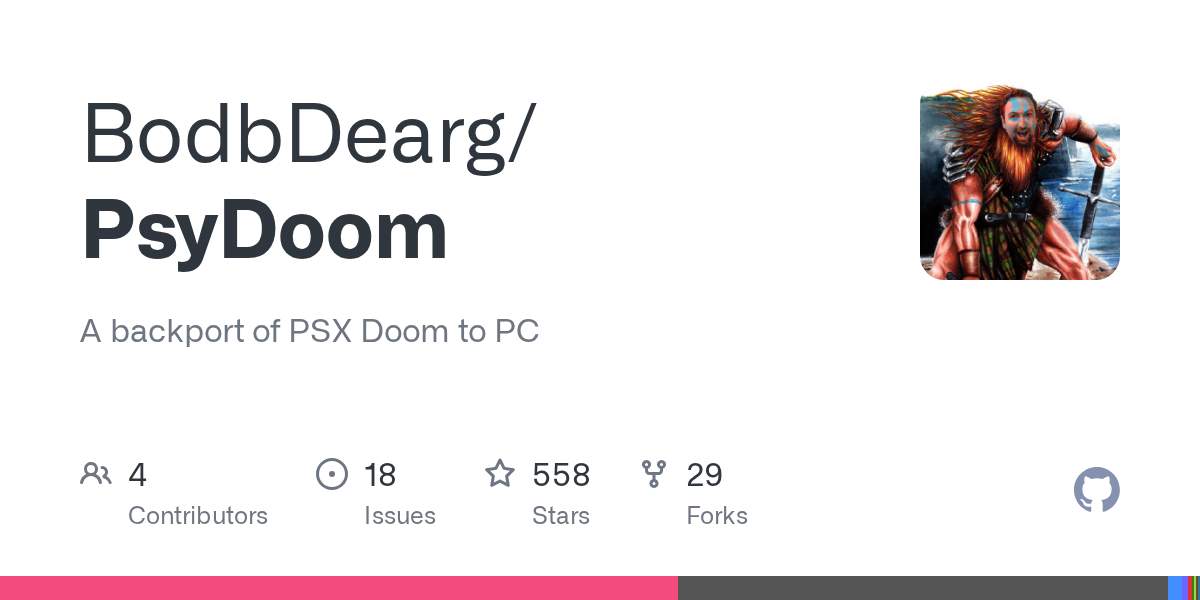 BodbDearg/
PsyDoom
A backport of PSX Doom to PC
4
Contributors
18
Issues
558
Stars
29
Forks